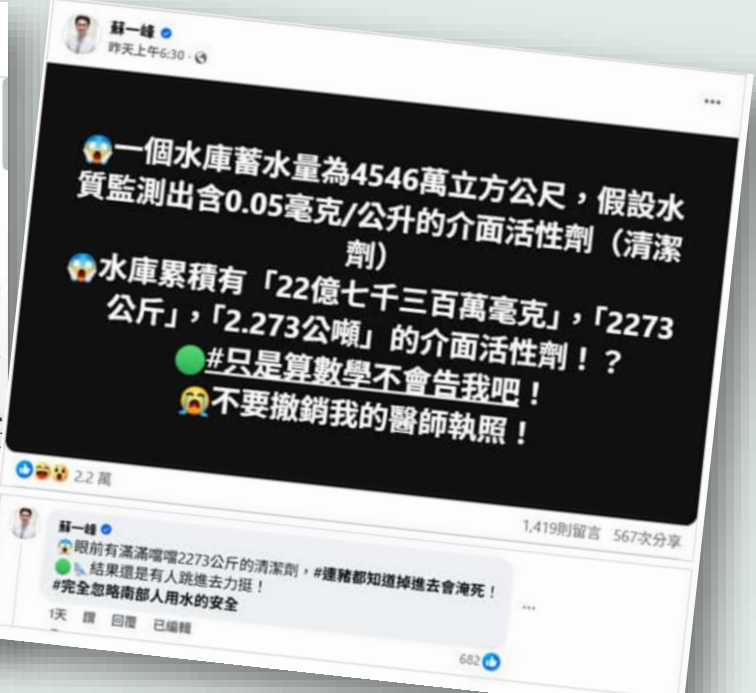 蘇一峰
昨天上午6:30
😱一個水庫蓄水量為4546萬立方公尺，假設水
質監測出含0.05毫克/公升的介面活性劑（清潔
劑）
😱水庫累積有「22億七千三百萬毫克」，「2273
公斤」，「2.273公噸」的介面活性劑！？
🟢#只是算數學不會告我吧！
😭不要撤銷我的醫師執照！
2.2 萬
1,419則留言 567次分享
蘇一峰
😱眼前有滿滿噹噹2273公斤的清潔劑，#連豬都知道掉進去會淹死！
🟢結果還是有人跳進去力挺！
#完全忽略南部人用水的安全
1天 讚 回覆 已編輯
682